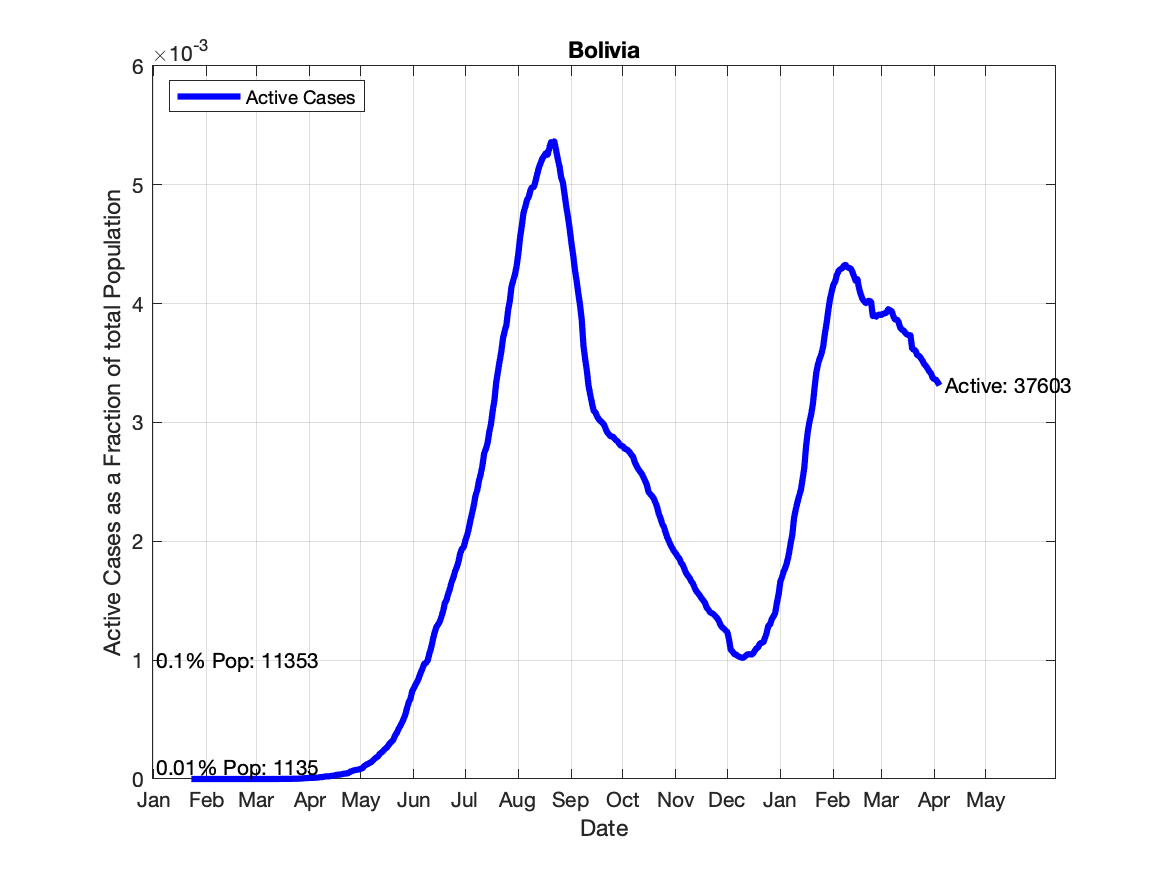 Bolivia
×10-3
Active Cases
6
5
4
3
2
1
0
Active Cases as a Fraction of total Population
0.1% Pop: 11353
0.01% Pop: 1135
Active: 37603
Jan Feb Mar Apr May Jun Jul Aug Sep Oct Nov Dec Jan Feb Mar Apr May
Date